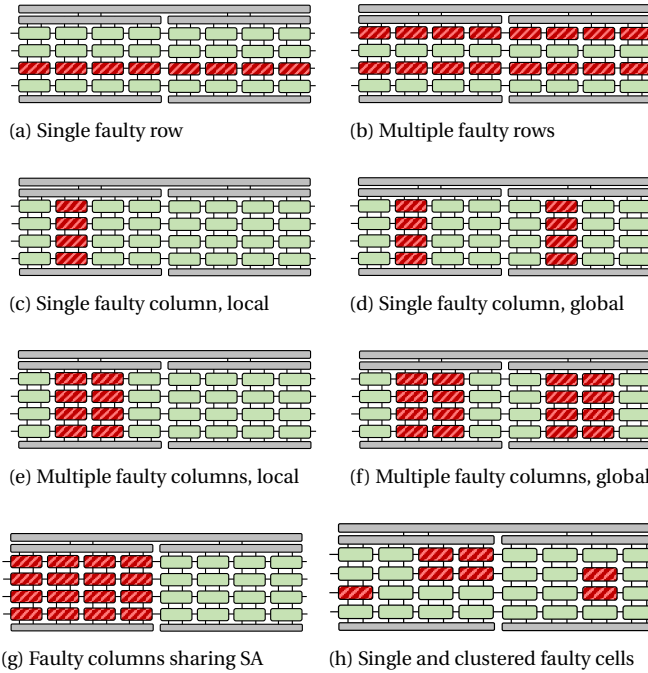 (a) Single faulty row
(b) Multiple faulty rows
(c) Single faulty column, local
(d) Single faulty column, global
(e) Multiple faulty columns, local
(f) Multiple faulty columns, global
(g) Faulty columns sharing SA
(h) Single and clustered faulty cells